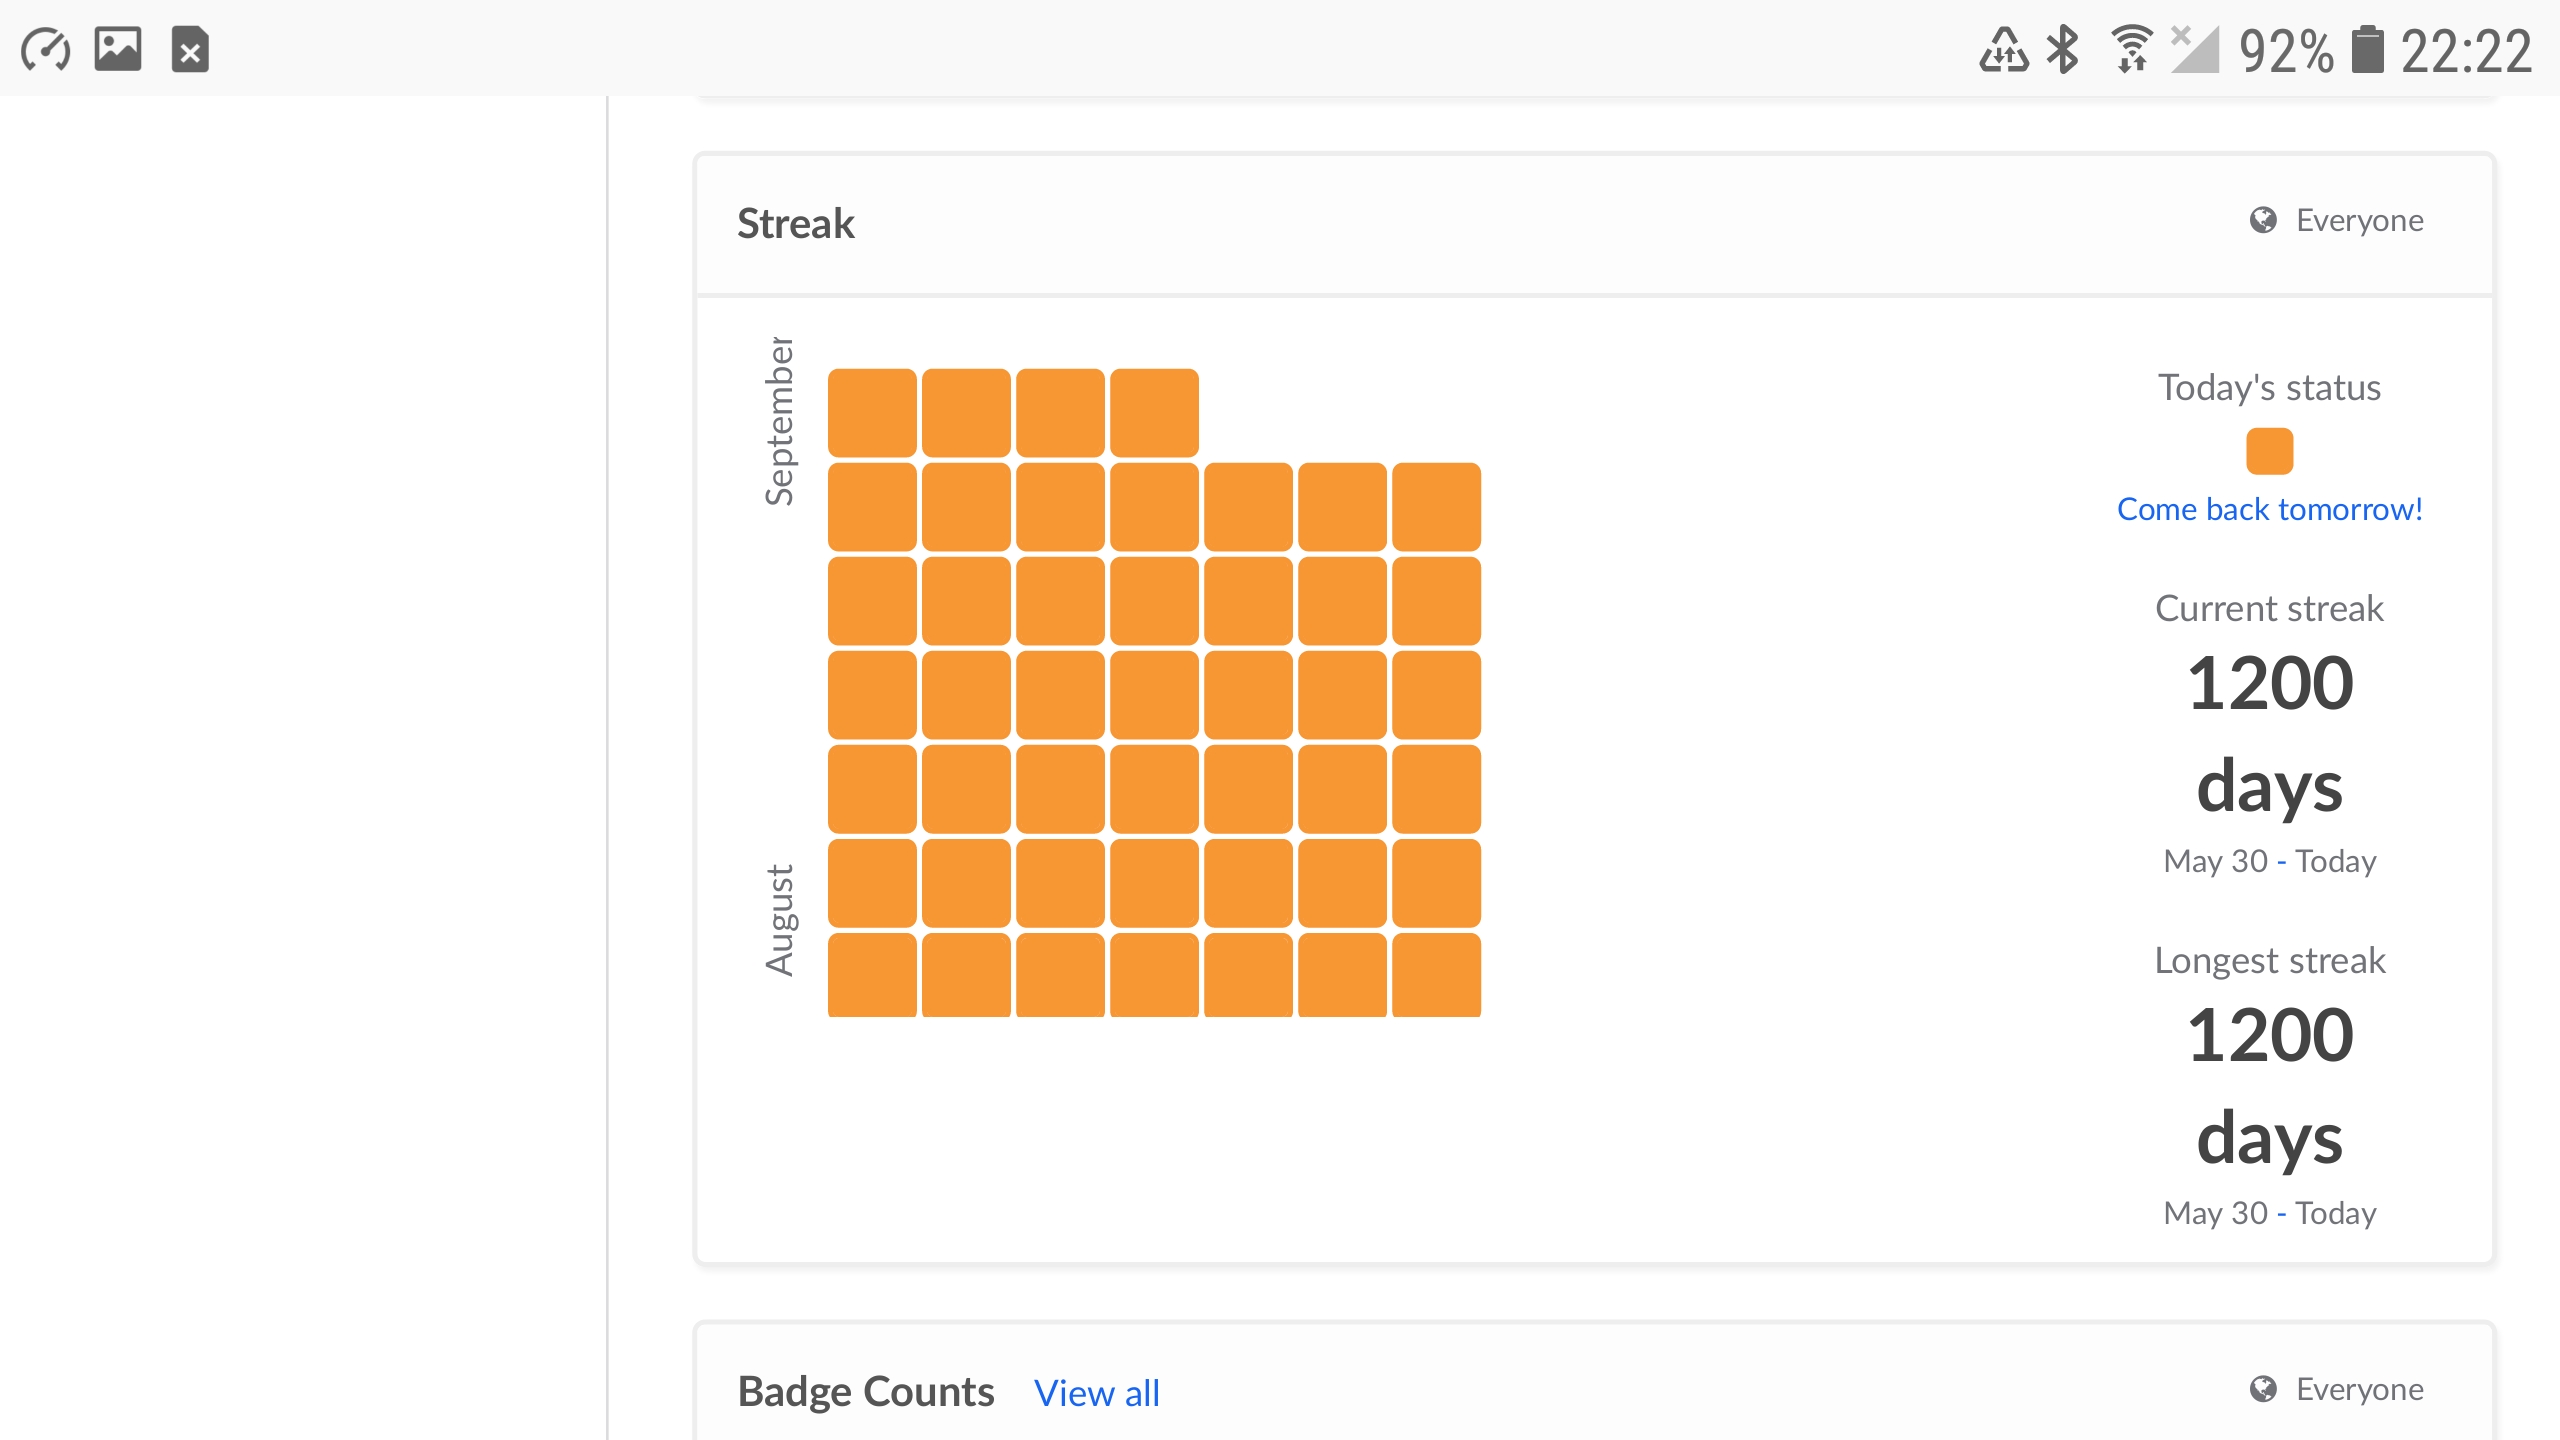 92% 22:22
Streak
Everyone
September
August
Today's status
Come back tomorrow!
Current streak
1200
days
May 30 - Today
Longest streak
1200
days
May 30 - Today
Badge Counts View all
Everyone